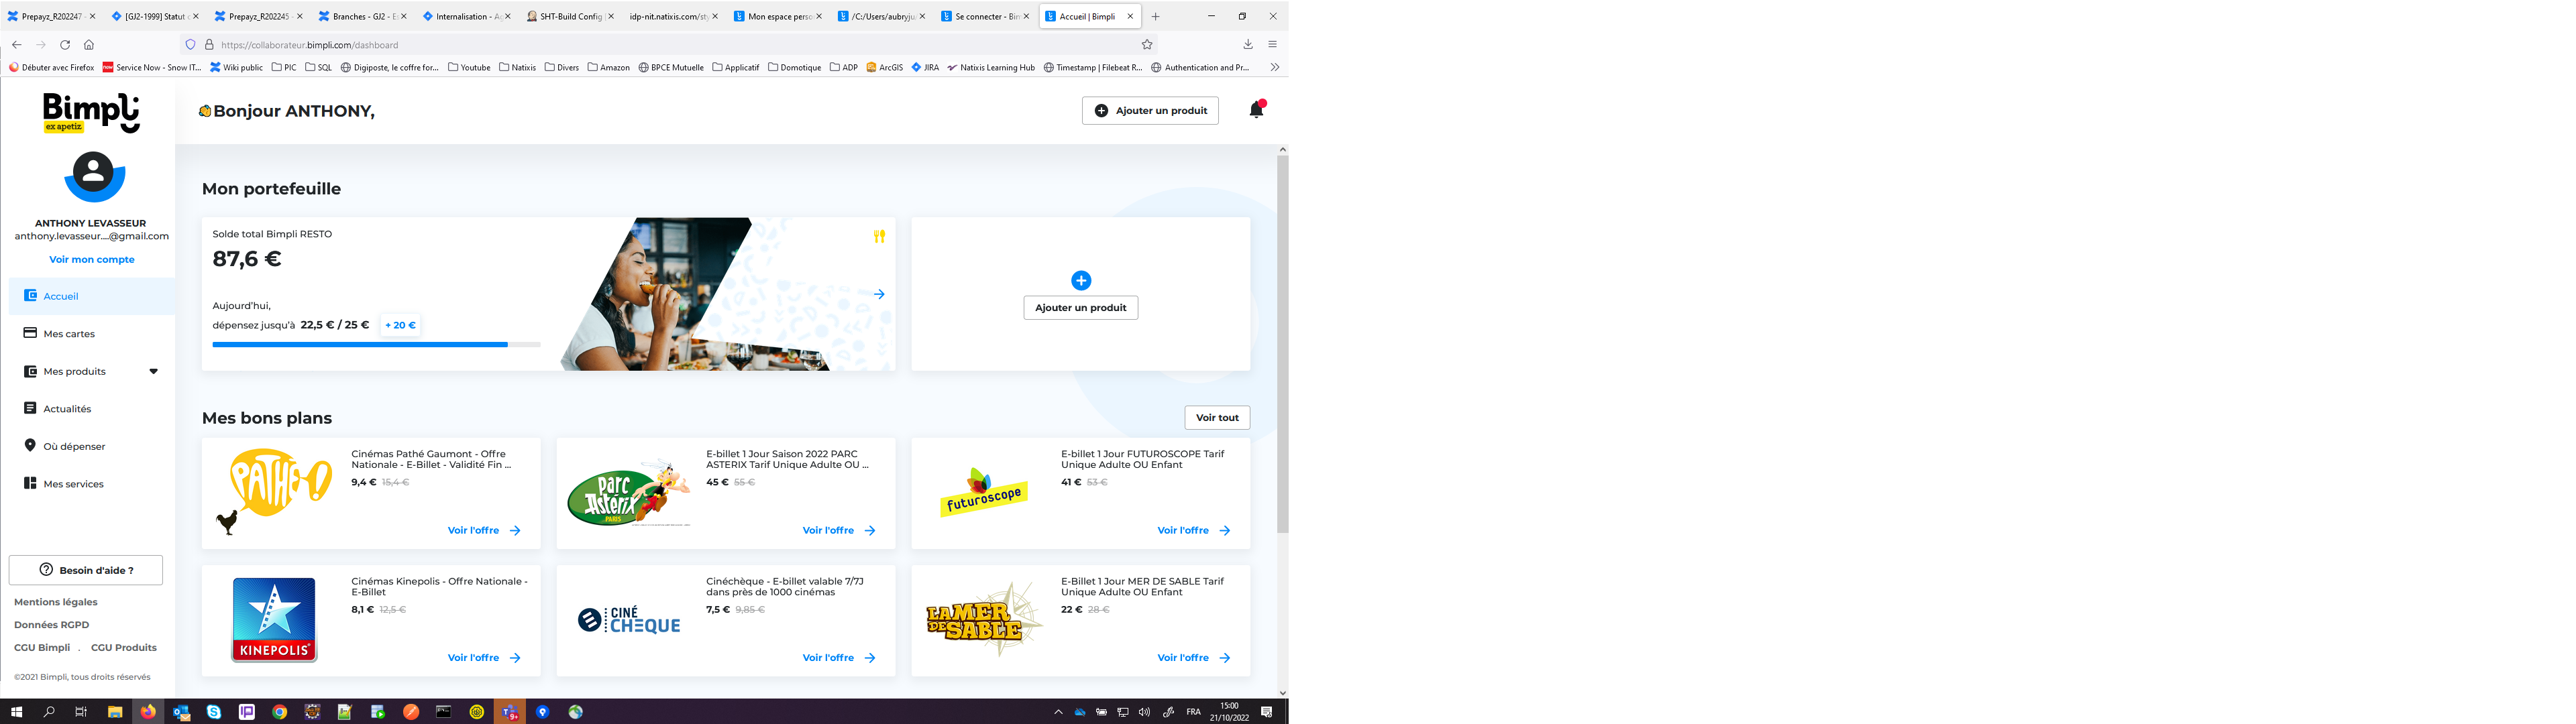 Prepayz_R202247
[GJ2-1999] Statut c
Prepayz_R202245
Branches - GJ2 - E
Internalisation - Ag
SHT-Build Config
idp-nit.natixis.com/st
Mon espace perso
/C:/Users/aubryju
Se connecter - Bim
Accueil | Bimpli
https://collaborateur.bimpli.com/dashboard
Débuter avec Firefox
Service Now - Snow IT...
Wiki public
PIC
SQL
Digiposte, le coffre for...
Youtube
Natixis
Divers
Amazon
BPCE Mutuelle
Applicatif
Domotique
ADP
ArcGIS
JIRA
Natixis Learning Hub
Timestamp | Filebeat R...
Authentication and Pr...
Bimpli
ex apetiz
Bonjour ANTHONY,
Ajouter un produit
ANTHONY LEVASSEUR
anthony.levasseur....@gmail.com
Voir mon compte
Accueil
Mes cartes
Mes produits
Actualités
Où dépenser
Mes services
Besoin d'aide ?
Mentions légales
Données RGPD
CGU Bimpli . CGU Produits
©2021 Bimpli, tous droits réservés
Mon portefeuille
Solde total Bimpli RESTO
87,6 €
Aujourd'hui,
dépensez jusqu'à 22,5 € / 25 € + 20 €
Ajouter un produit
Mes bons plans
Voir tout
PATHÉ
Cinémas Pathé Gaumont - Offre
Nationale - E-Billet - Validité Fin ...
9,4 € 15,4 €
Voir l'offre
parc
Astérix
PARIS
E-billet 1 Jour Saison 2022 PARC
ASTERIX Tarif Unique Adulte OU ...
45 € 55 €
Voir l'offre
futuroscope
E-billet 1 Jour FUTUROSCOPE Tarif
Unique Adulte OU Enfant
41 € 53 €
Voir l'offre
KINEPOLIS
Cinémas Kinepolis - Offre Nationale -
E-Billet
8,1 € 12,5 €
Voir l'offre
CINÉ
CHEQUE
Cinéchèque - E-billet valable 7/7J
dans près de 1000 cinémas
7,5 € 9,85 €
Voir l'offre
LA MER
DE SABLE
E-Billet 1 Jour MER DE SABLE Tarif
Unique Adulte OU Enfant
22 € 28 €
Voir l'offre
9+
FRA
15:00
21/10/2022